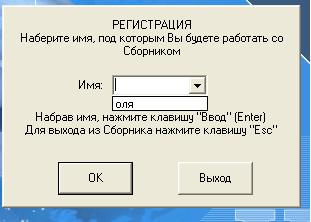 РЕГИСТРАЦИЯ
Наберите имя, под которым Вы будете работать со
Сборником
Имя:
оля
Набрав имя, нажмите клавишу "Ввод" (Enter)
Для выхода из Сборника нажмите клавишу "Esc"
OK
Выход